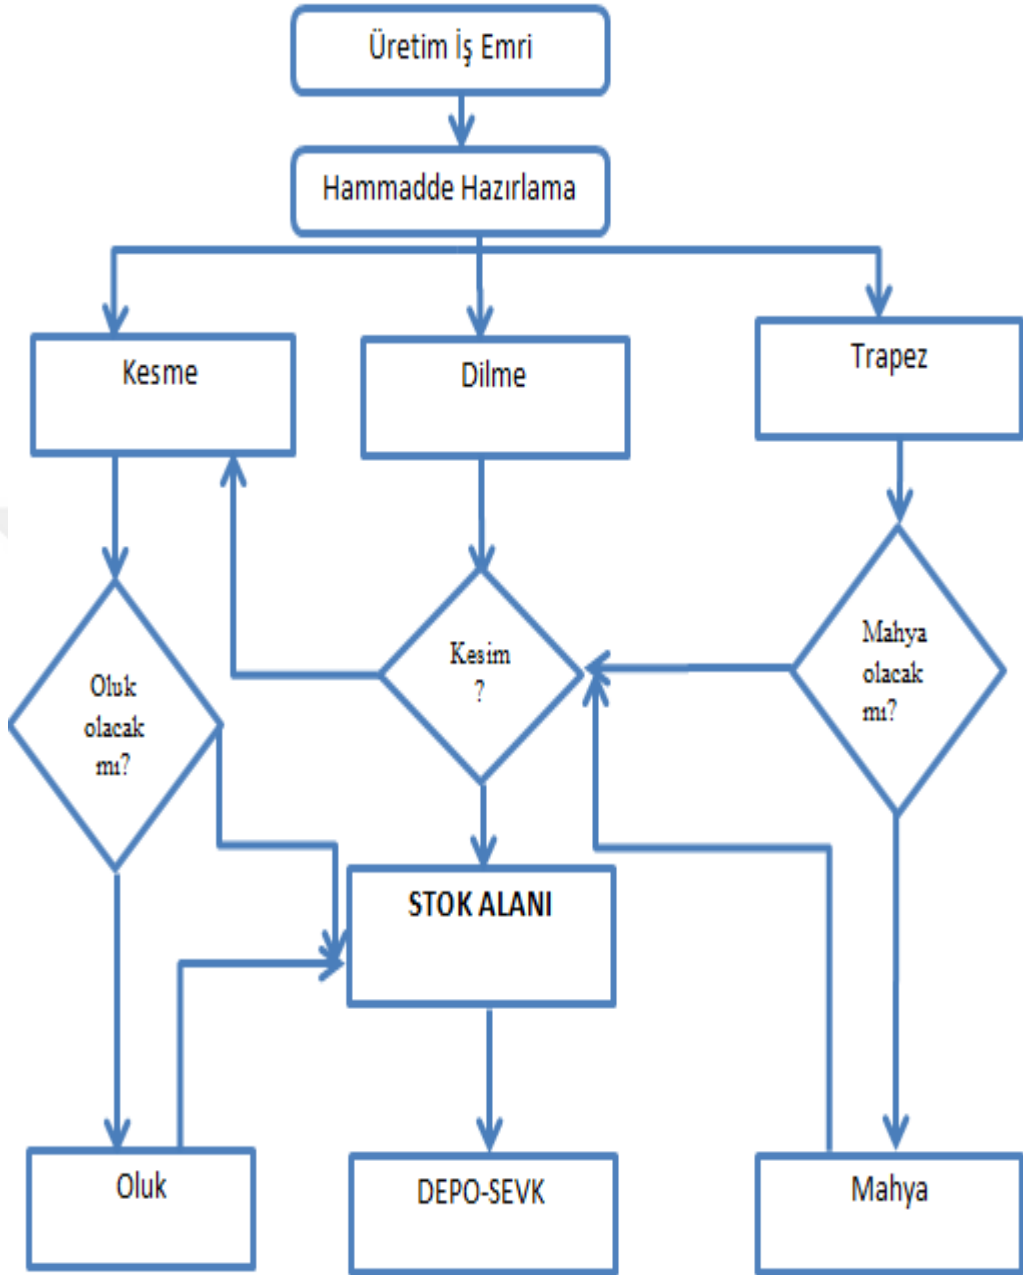 Üretim İş Emri
Hammadde Hazırlama
Kesme
Dilme
Trapez
Oluk
olacak
mı?
Kesim
?
Mahya
olacak
mı?
STOK ALANI
Oluk
DEPO-SEVK
Mahya